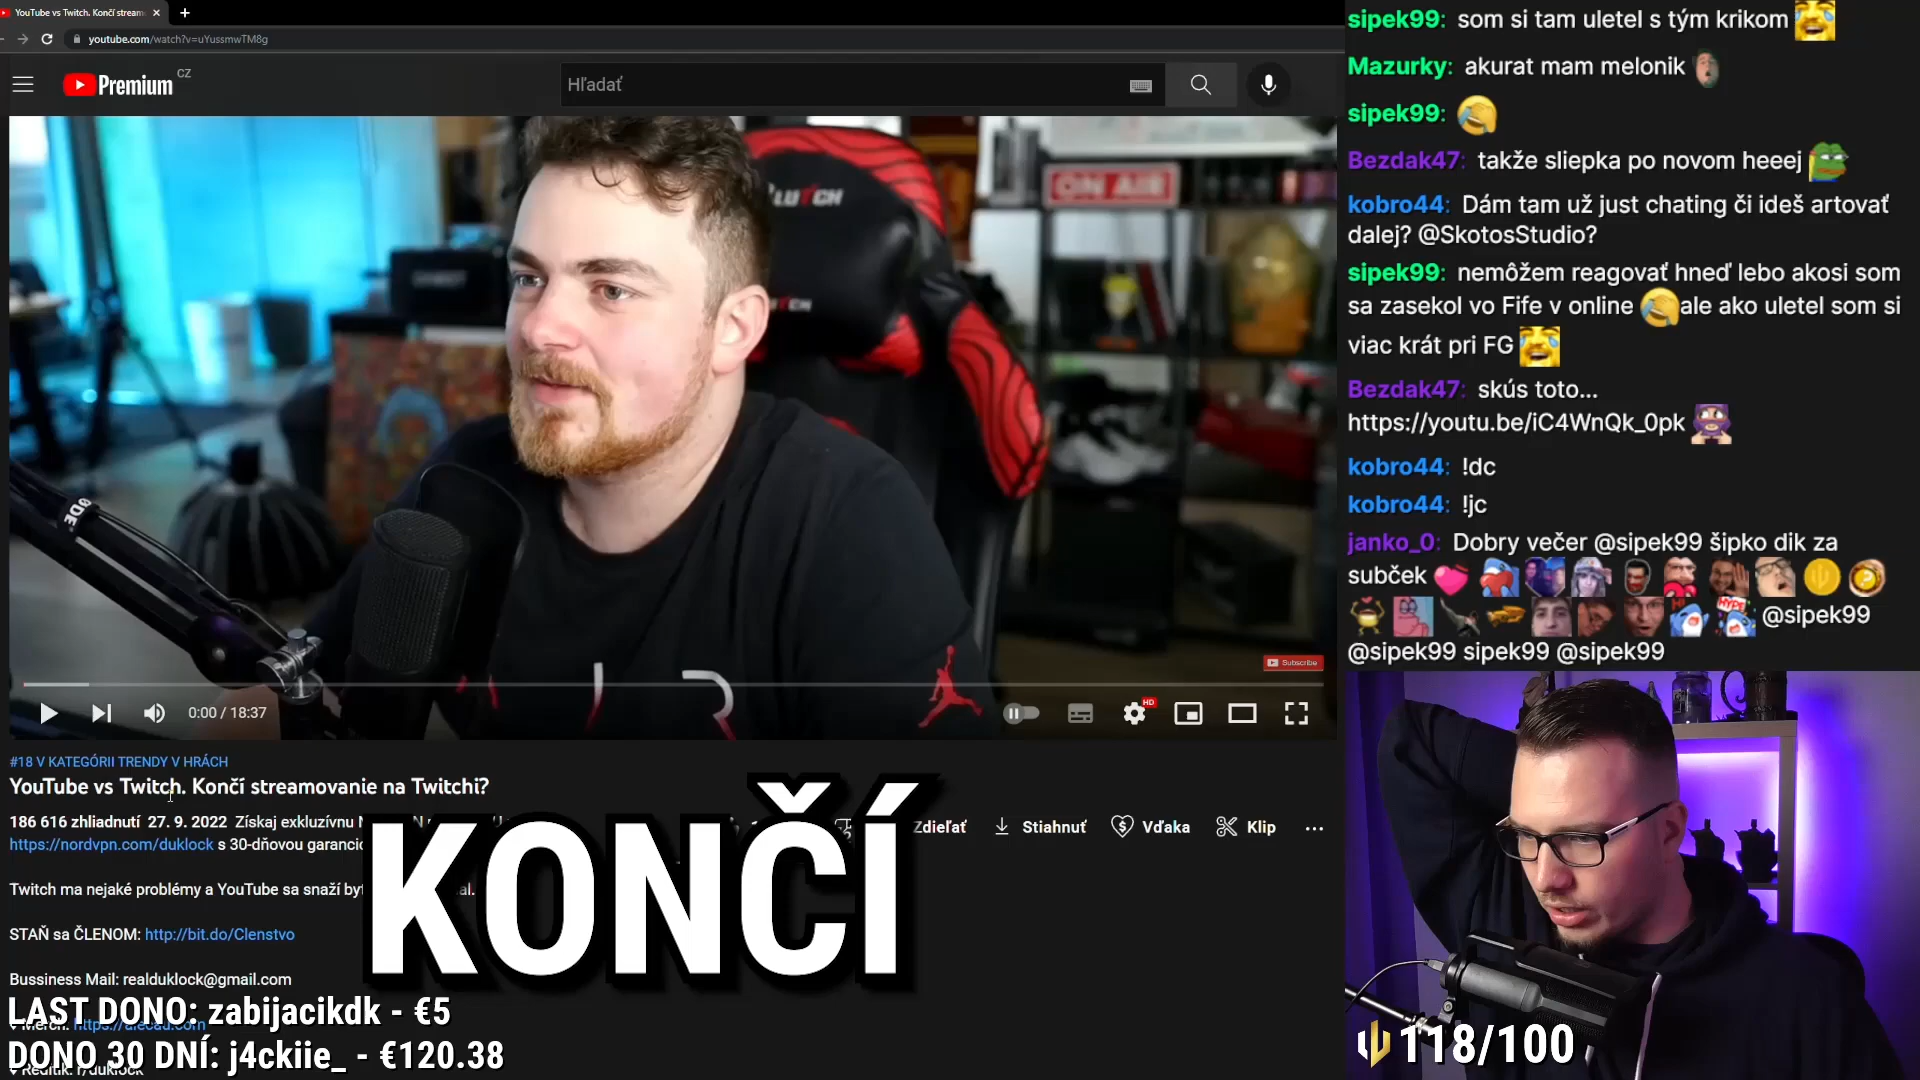 YouTube vs Twitch. Končí stream
youtube.com/watch?v=uYussmwTM8g
Premium CZ
Hľadať
CLUTCH
ON AIR
Subscribe
0:00 / 18:37
HD
#18 V KATEGÓRII TRENDY V HRÁCH
YouTube vs Twitch. Končí streamovanie na Twitchi?
186 616 zhliadnutí 27. 9. 2022 Získaj exkluzívnu
https://nordvpn.com/duklock s 30-dňovou
Zdieľať
Stiahnuť
Vďaka
Klip
Twitch ma nejaké problémy a YouTube sa snaží
STAŇ sa ČLENOM: http://bit.do/Clenstvo
Bussiness Mail: realduklock@gmail.com
KONČÍ
LAST DONO: zabijacikdk - €5
DONO 30 DNÍ: j4ckiie_ - €120.38
sipek99: som si tam uletel s tým krikom
Mazurky: akurat mam melonik
sipek99:
Bezdak47: takže sliepka po novom heeej
kobro44: Dám tam už just chating či ideš artovať
dalej? @SkotosStudio?
sipek99: nemôžem reagovať hneď lebo akosi som
sa zasekol vo Fife v online ale ako uletel som si
viac krát pri FG
Bezdak47: skús toto...
https://youtu.be/iC4WnQk_0pk
kobro44: !dc
kobro44: !jc
janko_0: Dobry večer @sipek99 šipko dik za
subček
HYPE @sipek99
@sipek99 sipek99 @sipek99
118/100